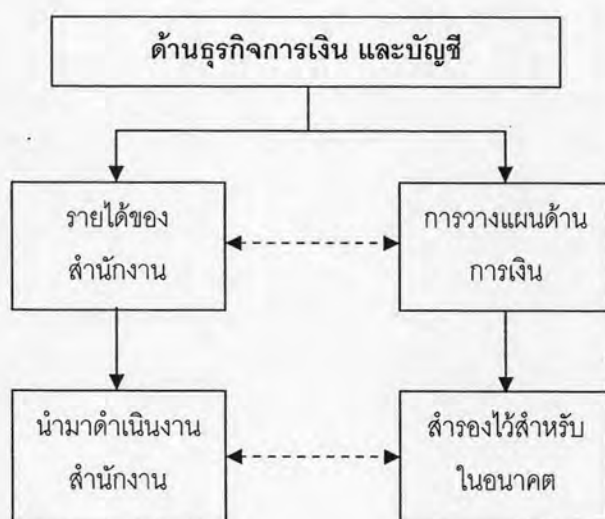 ด้านธุรกิจการเงิน และบัญชี
รายได้ของ
สำนักงาน
การวางแผนด้าน
การเงิน
นำมาดำเนินงาน
สำนักงาน
สำรองไว้สำหรับ
ในอนาคต